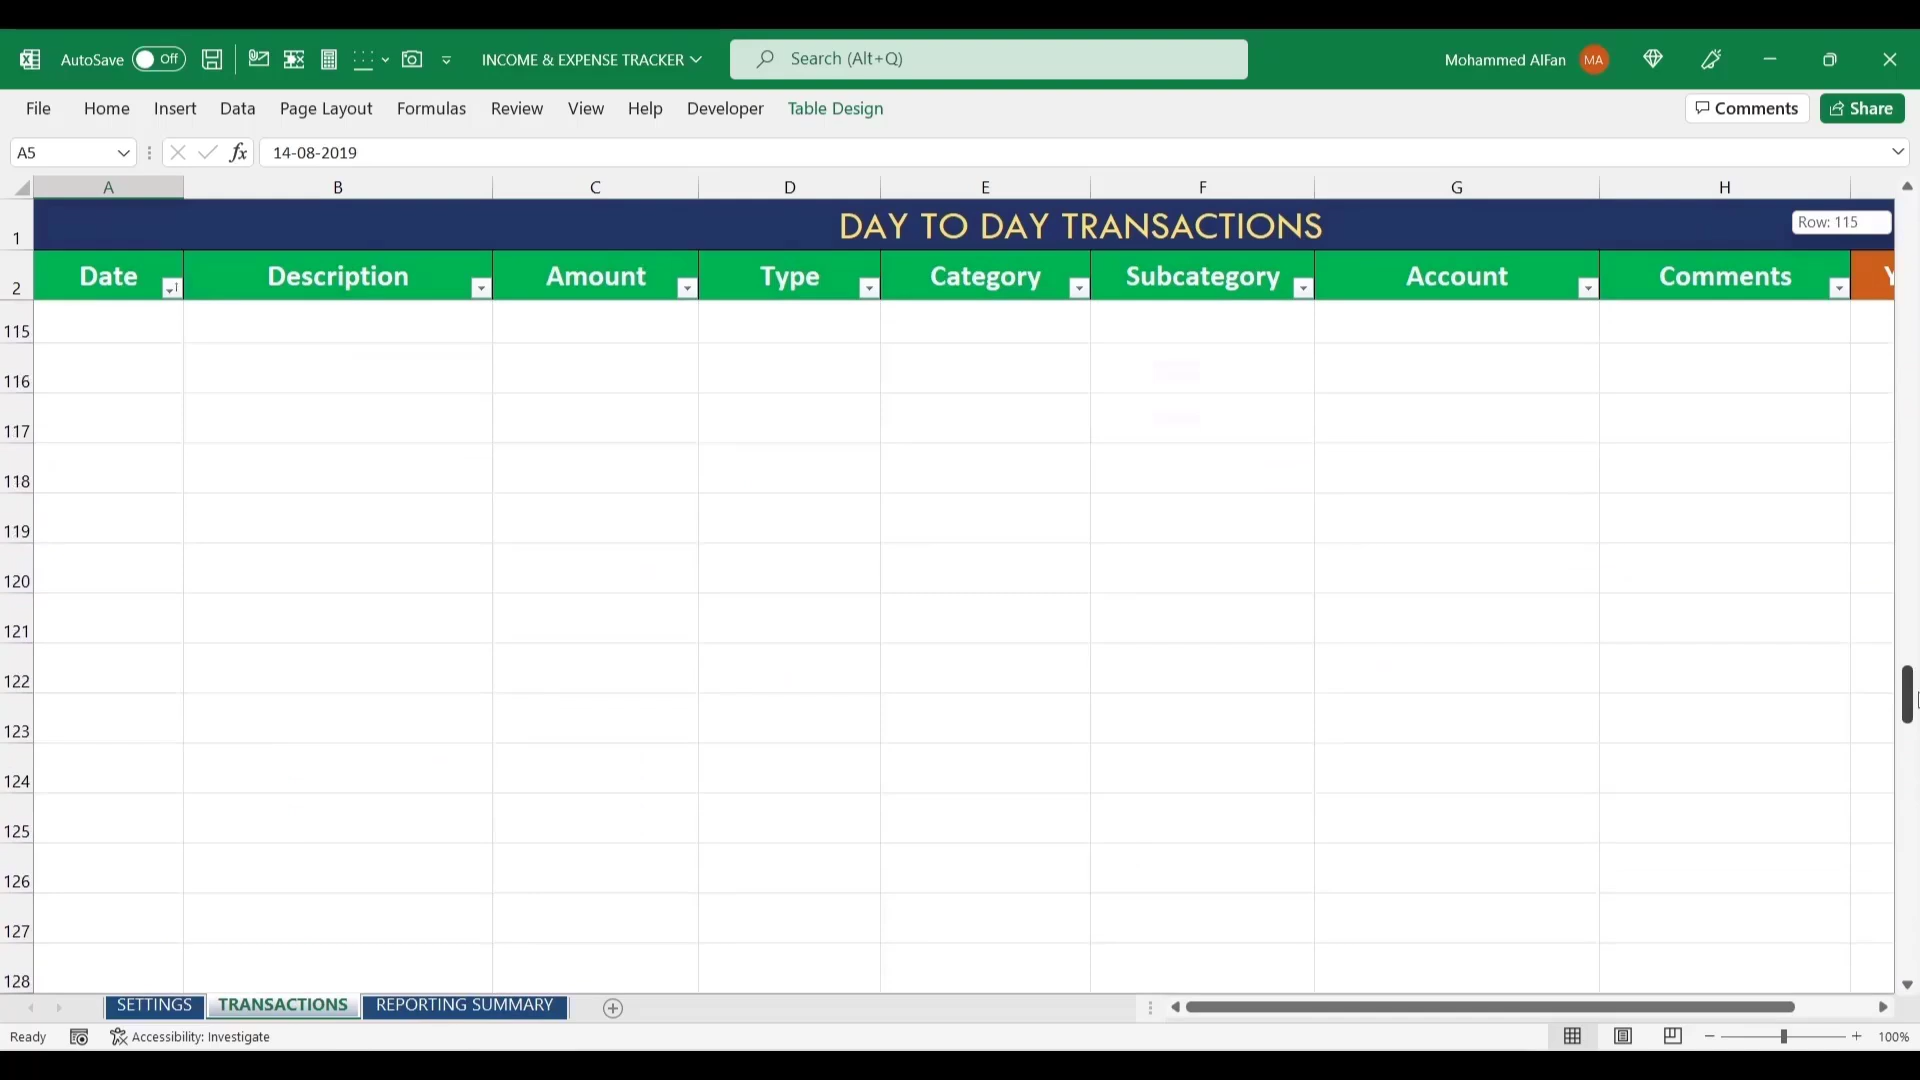 AutoSave Off INCOME & EXPENSE TRACKER Search (Alt+Q) Mohammed AlFan MA
File Home Insert Data Page Layout Formulas Review View Help Developer Table Design Comments Share
A5 fx 14-08-2019
A B C D E F G H
1 DAY TO DAY TRANSACTIONS Row: 115
2 Date Description Amount Type Category Subcategory Account Comments Y
115
116
117
118
119
120
121
122
123
124
125
126
127
128
SETTINGS TRANSACTIONS REPORTING SUMMARY
Ready Accessibility: Investigate 100%